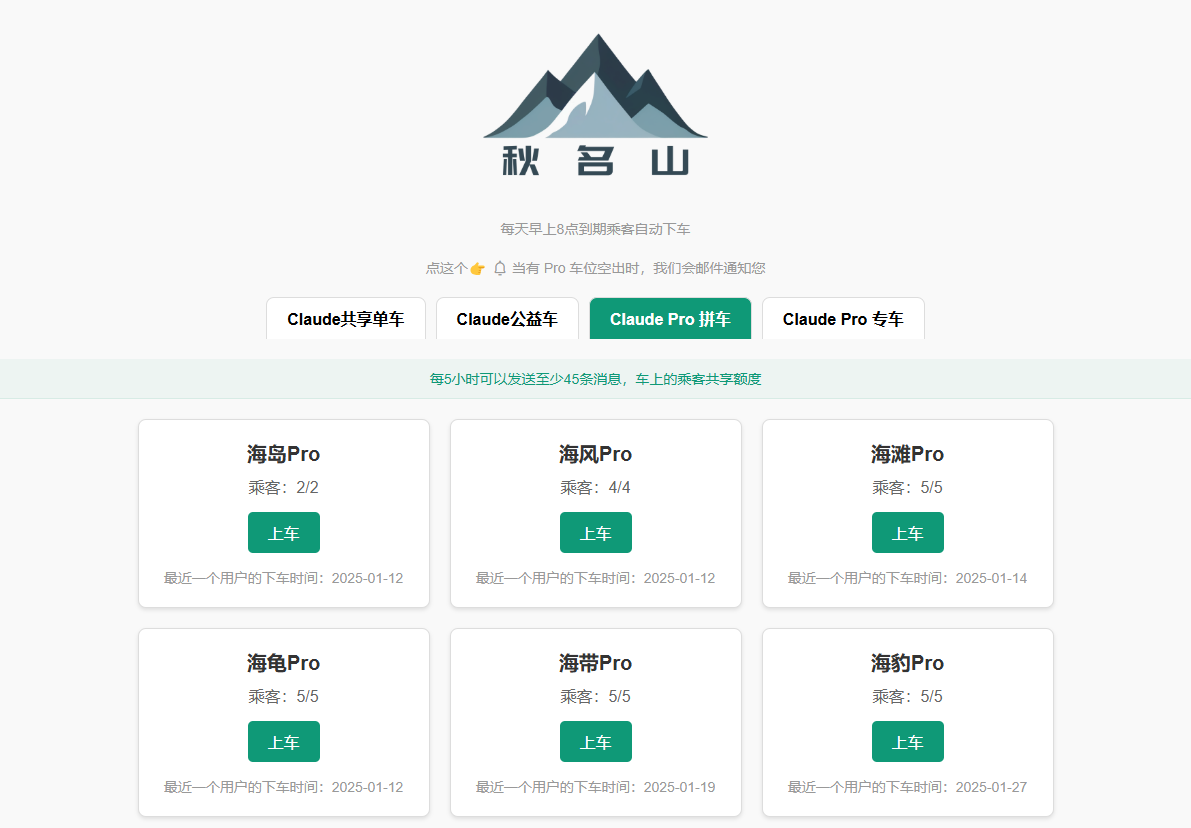 秋名山
每天早上8点到期乘客自动下车
点这个👉 当有 Pro 车位空出时，我们会邮件通知您
Claude共享单车
Claude公益车
Claude Pro 拼车
Claude Pro 专车
每5小时可以发送至少45条消息，车上的乘客共享额度
海岛Pro
乘客：2/2
上车
最近一个用户的下车时间：2025-01-12
海风Pro
乘客：4/4
上车
最近一个用户的下车时间：2025-01-12
海滩Pro
乘客：5/5
上车
最近一个用户的下车时间：2025-01-14
海龟Pro
乘客：5/5
上车
最近一个用户的下车时间：2025-01-12
海带Pro
乘客：5/5
上车
最近一个用户的下车时间：2025-01-19
海豹Pro
乘客：5/5
上车
最近一个用户的下车时间：2025-01-27